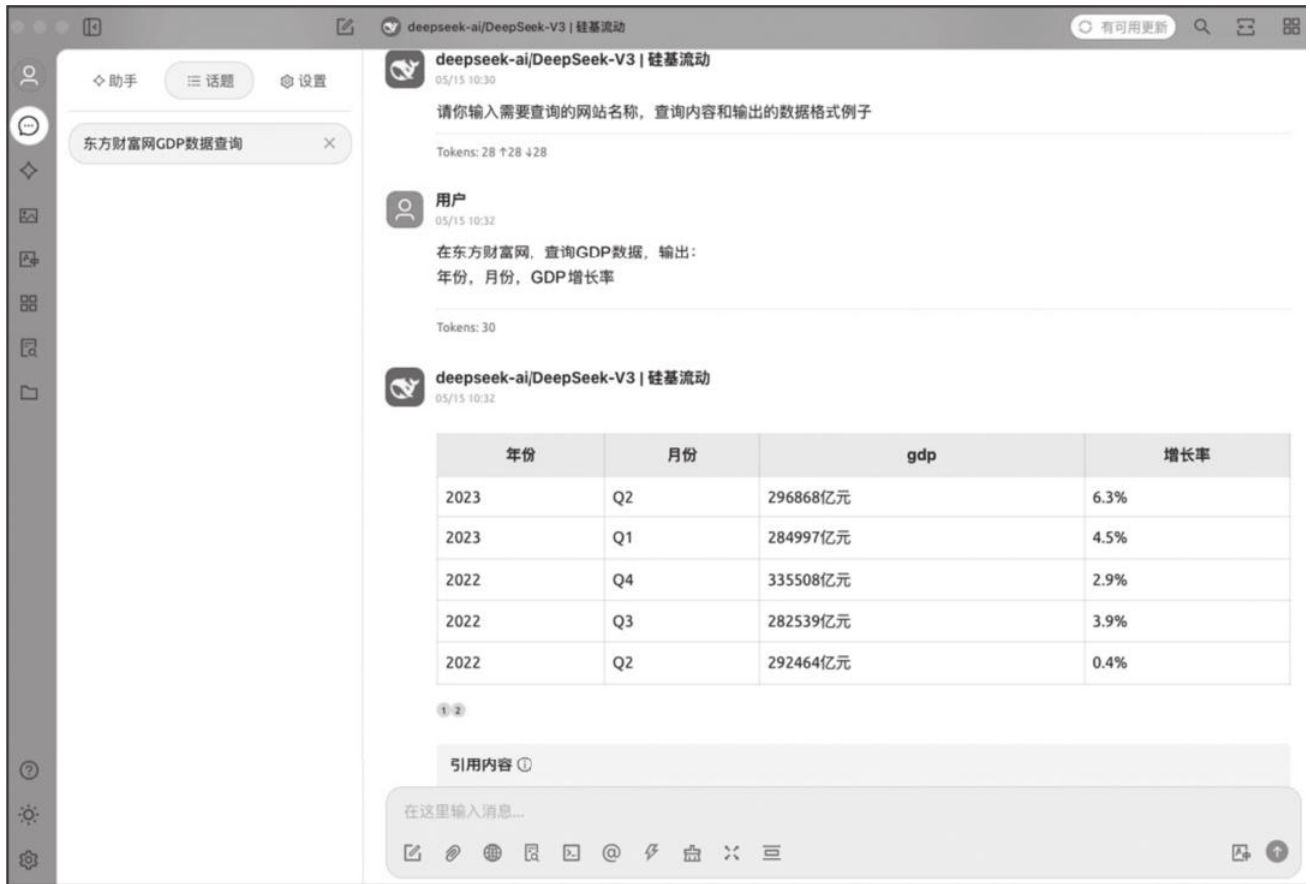 deepseek-ai/DeepSeek-V3 | 硅基流动
有可用更新
助手
话题
设置
东方财富网GDP数据查询
deepseek-ai/DeepSeek-V3 | 硅基流动
05/15 10:30
请你输入需要查询的网站名称，查询内容和输出的数据格式例子
Tokens: 28 ↑28 ↓28
用户
05/15 10:32
在东方财富网，查询GDP数据，输出：
年份，月份，GDP增长率
Tokens: 30
deepseek-ai/DeepSeek-V3 | 硅基流动
05/15 10:32
年份 月份 gdp 增长率
2023 Q2 296868亿元 6.3%
2023 Q1 284997亿元 4.5%
2022 Q4 335508亿元 2.9%
2022 Q3 282539亿元 3.9%
2022 Q2 292464亿元 0.4%
1 2
引用内容
在这里输入消息...